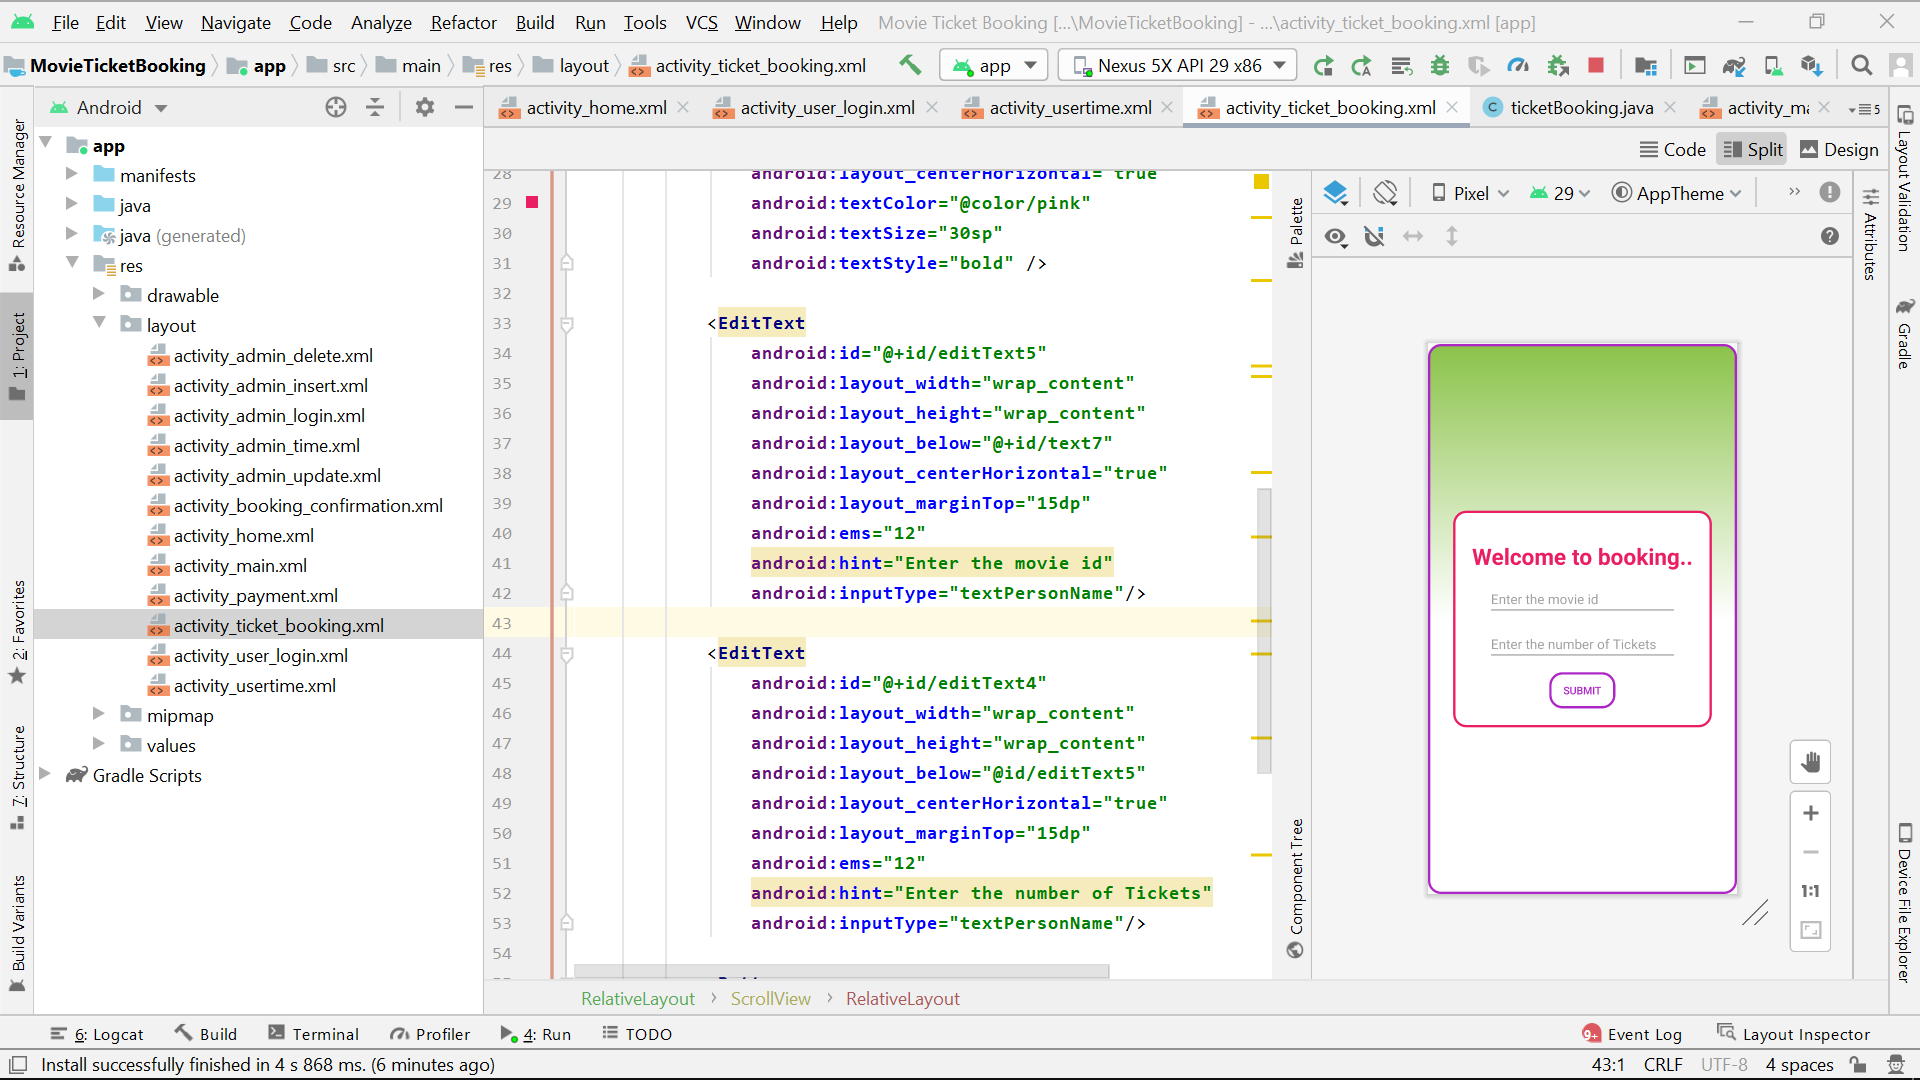 File Edit View Navigate Code Analyze Refactor Build Run Tools VCS Window Help Movie Ticket Booking [...\MovieTicketBooking] - ...\activity_ticket_booking.xml [app]
MovieTicketBooking app src main res layout activity_ticket_booking.xml app Nexus 5X API 29 x86
Android
activity_home.xml activity_user_login.xml activity_usertime.xml activity_ticket_booking.xml ticketBooking.java activity_ma 5
Code Split Design
Resource Manager
1: Project
2: Favorites
7: Structure
Build Variants
app
manifests
java
java (generated)
res
drawable
layout
activity_admin_delete.xml
activity_admin_insert.xml
activity_admin_login.xml
activity_admin_time.xml
activity_admin_update.xml
activity_booking_confirmation.xml
activity_home.xml
activity_main.xml
activity_payment.xml
activity_ticket_booking.xml
activity_user_login.xml
activity_usertime.xml
mipmap
values
Gradle Scripts
28 android:layout_centerHorizontal="true
29 android:textColor="@color/pink"
30 android:textSize="30sp"
31 android:textStyle="bold" />
32
33 <EditText
34 android:id="@+id/editText5"
35 android:layout_width="wrap_content"
36 android:layout_height="wrap_content"
37 android:layout_below="@+id/text7"
38 android:layout_centerHorizontal="true"
39 android:layout_marginTop="15dp"
40 android:ems="12"
41 android:hint="Enter the movie id"
42 android:inputType="textPersonName"/>
43
44 <EditText
45 android:id="@+id/editText4"
46 android:layout_width="wrap_content"
47 android:layout_height="wrap_content"
48 android:layout_below="@id/editText5"
49 android:layout_centerHorizontal="true"
50 android:layout_marginTop="15dp"
51 android:ems="12"
52 android:hint="Enter the number of Tickets"
53 android:inputType="textPersonName"/>
54
RelativeLayout ScrollView RelativeLayout
Palette
Component Tree
Pixel 29 AppTheme
Welcome to booking..
Enter the movie id
Enter the number of Tickets
SUBMIT
1:1
Attributes
Layout Validation
Gradle
Device File Explorer
6: Logcat Build Terminal Profiler 4: Run TODO 9+ Event Log Layout Inspector
Install successfully finished in 4 s 868 ms. (6 minutes ago) 43:1 CRLF UTF-8 4 spaces